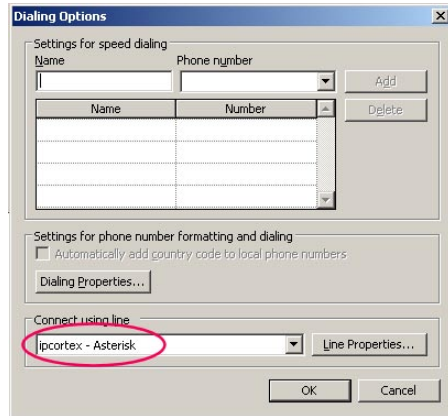 Dialing Options
Settings for speed dialing
Name Phone number
Add
Name Number
Delete
Settings for phone number formatting and dialing
Automatically add country code to local phone numbers
Dialing Properties...
Connect using line
ipcortex - Asterisk
Line Properties...
OK Cancel